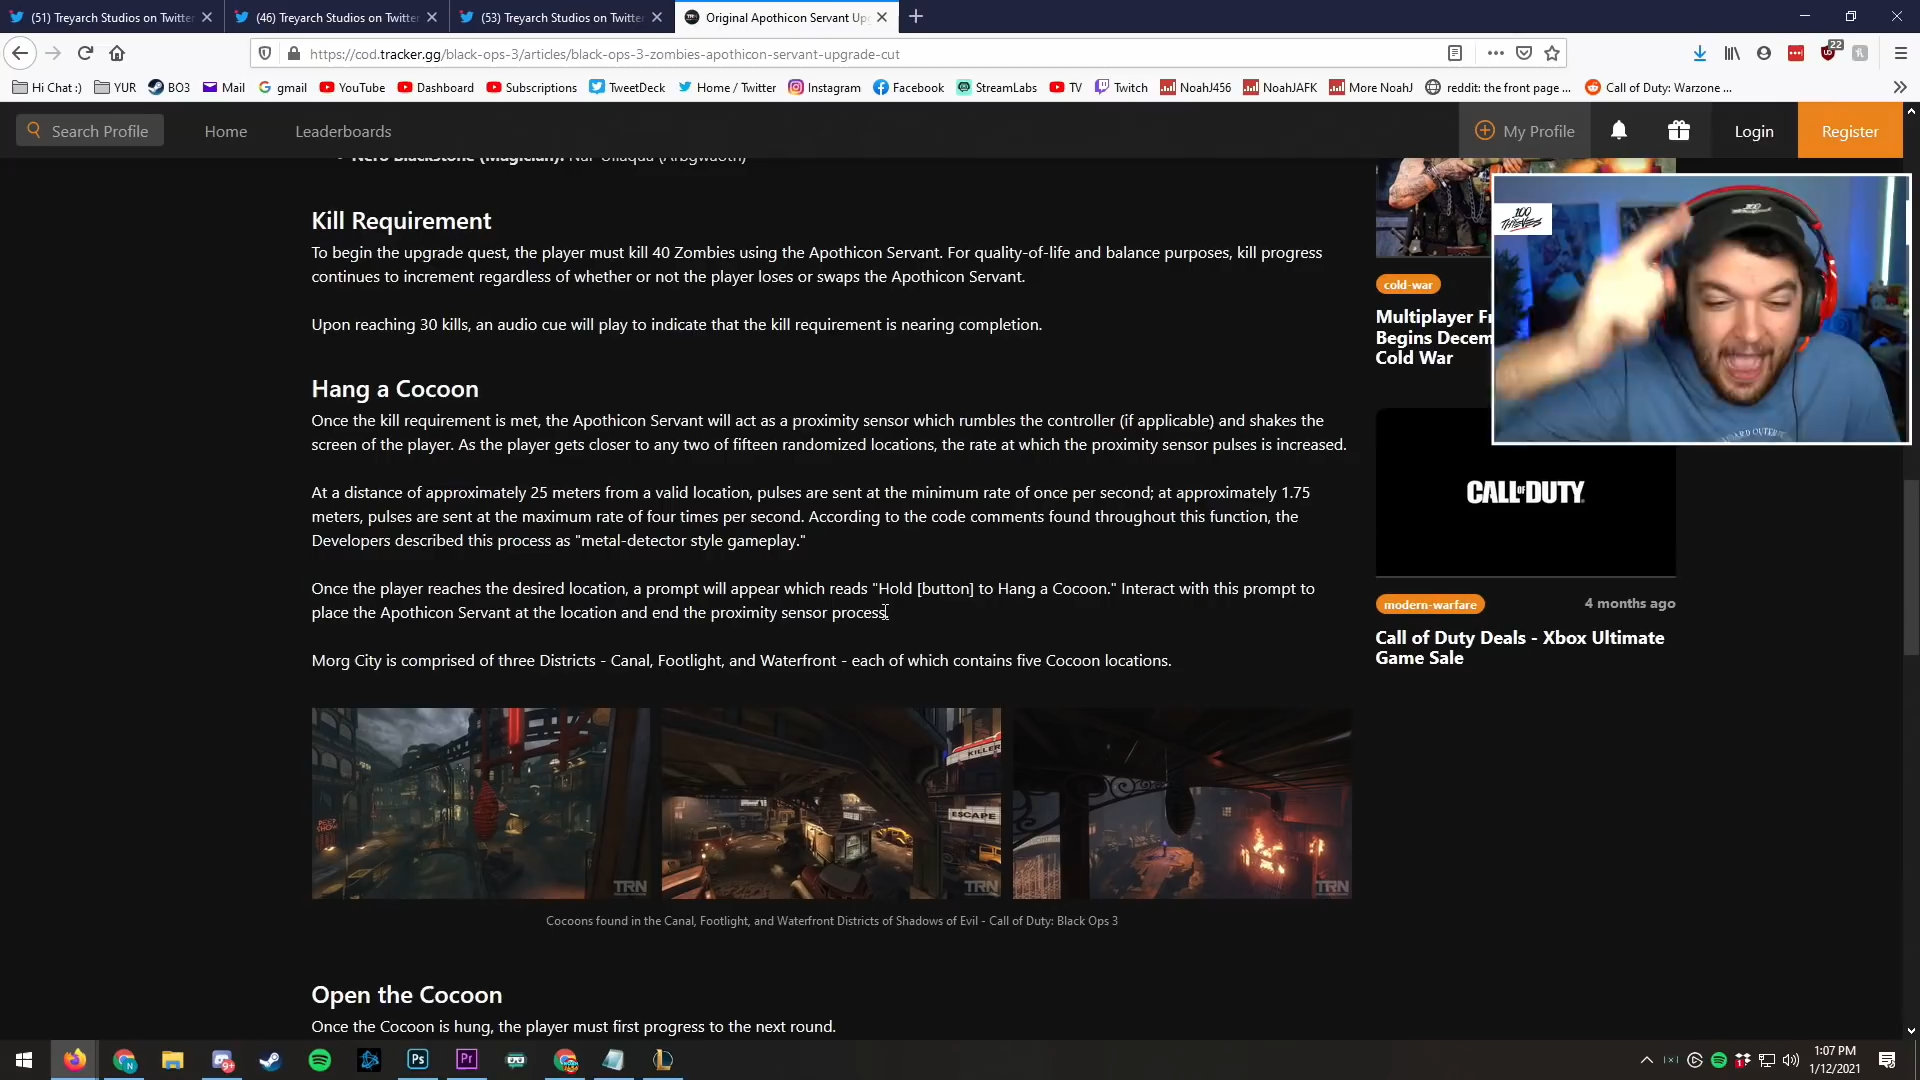 (51) Treyarch Studios on Twitter
(46) Treyarch Studios on Twitter
(53) Treyarch Studios on Twitter
Original Apothicon Servant Up
https://cod.tracker.gg/black-ops-3/articles/black-ops-3-zombies-apothicon-servant-upgrade-cut
22
Hi Chat :)
YUR
BO3
Mail
gmail
YouTube
Dashboard
Subscriptions
TweetDeck
Home / Twitter
Instagram
Facebook
StreamLabs
TV
Twitch
NoahJ456
NoahJAFK
More NoahJ
reddit: the front page ...
Call of Duty: Warzone ...
Search Profile
Home
Leaderboards
My Profile
Login
Register
Nero Blackstone (Magician): Nar-Ullaqua (Arbgwaoth)
Kill Requirement
To begin the upgrade quest, the player must kill 40 Zombies using the Apothicon Servant. For quality-of-life and balance purposes, kill progress
continues to increment regardless of whether or not the player loses or swaps the Apothicon Servant.
Upon reaching 30 kills, an audio cue will play to indicate that the kill requirement is nearing completion.
Hang a Cocoon
Once the kill requirement is met, the Apothicon Servant will act as a proximity sensor which rumbles the controller (if applicable) and shakes the
screen of the player. As the player gets closer to any two of fifteen randomized locations, the rate at which the proximity sensor pulses is increased.
At a distance of approximately 25 meters from a valid location, pulses are sent at the minimum rate of once per second; at approximately 1.75
meters, pulses are sent at the maximum rate of four times per second. According to the code comments found throughout this function, the
Developers described this process as "metal-detector style gameplay."
Once the player reaches the desired location, a prompt will appear which reads "Hold [button] to Hang a Cocoon." Interact with this prompt to
place the Apothicon Servant at the location and end the proximity sensor process.
Morg City is comprised of three Districts - Canal, Footlight, and Waterfront - each of which contains five Cocoon locations.
KILLER
ESCAPE
TRN
TRN
TRN
Cocoons found in the Canal, Footlight, and Waterfront Districts of Shadows of Evil - Call of Duty: Black Ops 3
Open the Cocoon
Once the Cocoon is hung, the player must first progress to the next round.
cold-war
Multiplayer Fr
Begins Decem
Cold War
100
THIEVES
CALL OF DUTY
modern-warfare
4 months ago
Call of Duty Deals - Xbox Ultimate
Game Sale
9+
Ps
Pr
1:07 PM
1/12/2021